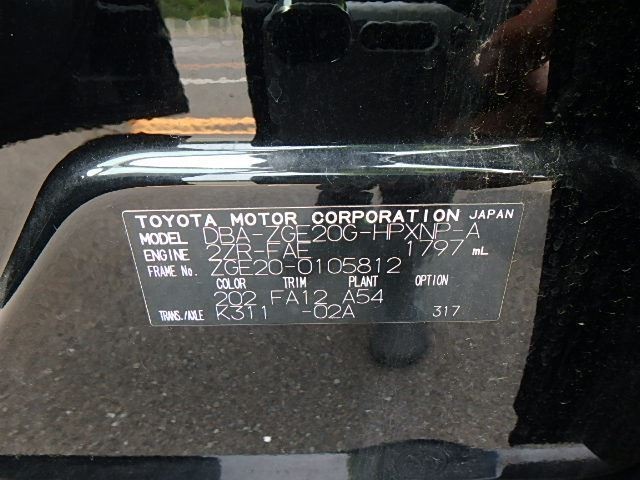 TOYOTA MOTOR CORPORATION JAPAN
MODEL DBA-ZGE20G-HPXNP-A
ENGINE 2ZR-FAE 1797 mL
FRAME NO. ZGE20-0105812
COLOR TRIM PLANT OPTION
202 FA12 A54
TRANS./AXLE K311 -02A 317